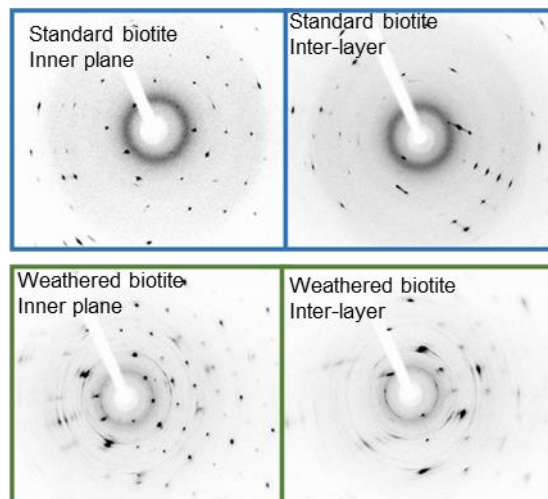 Standard biotite
Inner plane
Standard biotite
Inter-layer
Weathered biotite
Inner plane
Weathered biotite
Inter-layer